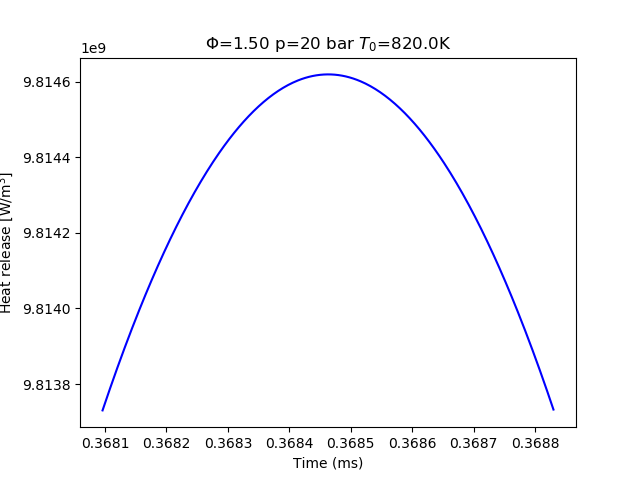 Φ=1.50 p=20 bar T₀=820.0K
1e9
9.8146
9.8144
9.8142
9.8140
9.8138
Heat release [W/m³]
0.3681 0.3682 0.3683 0.3684 0.3685 0.3686 0.3687 0.3688
Time (ms)